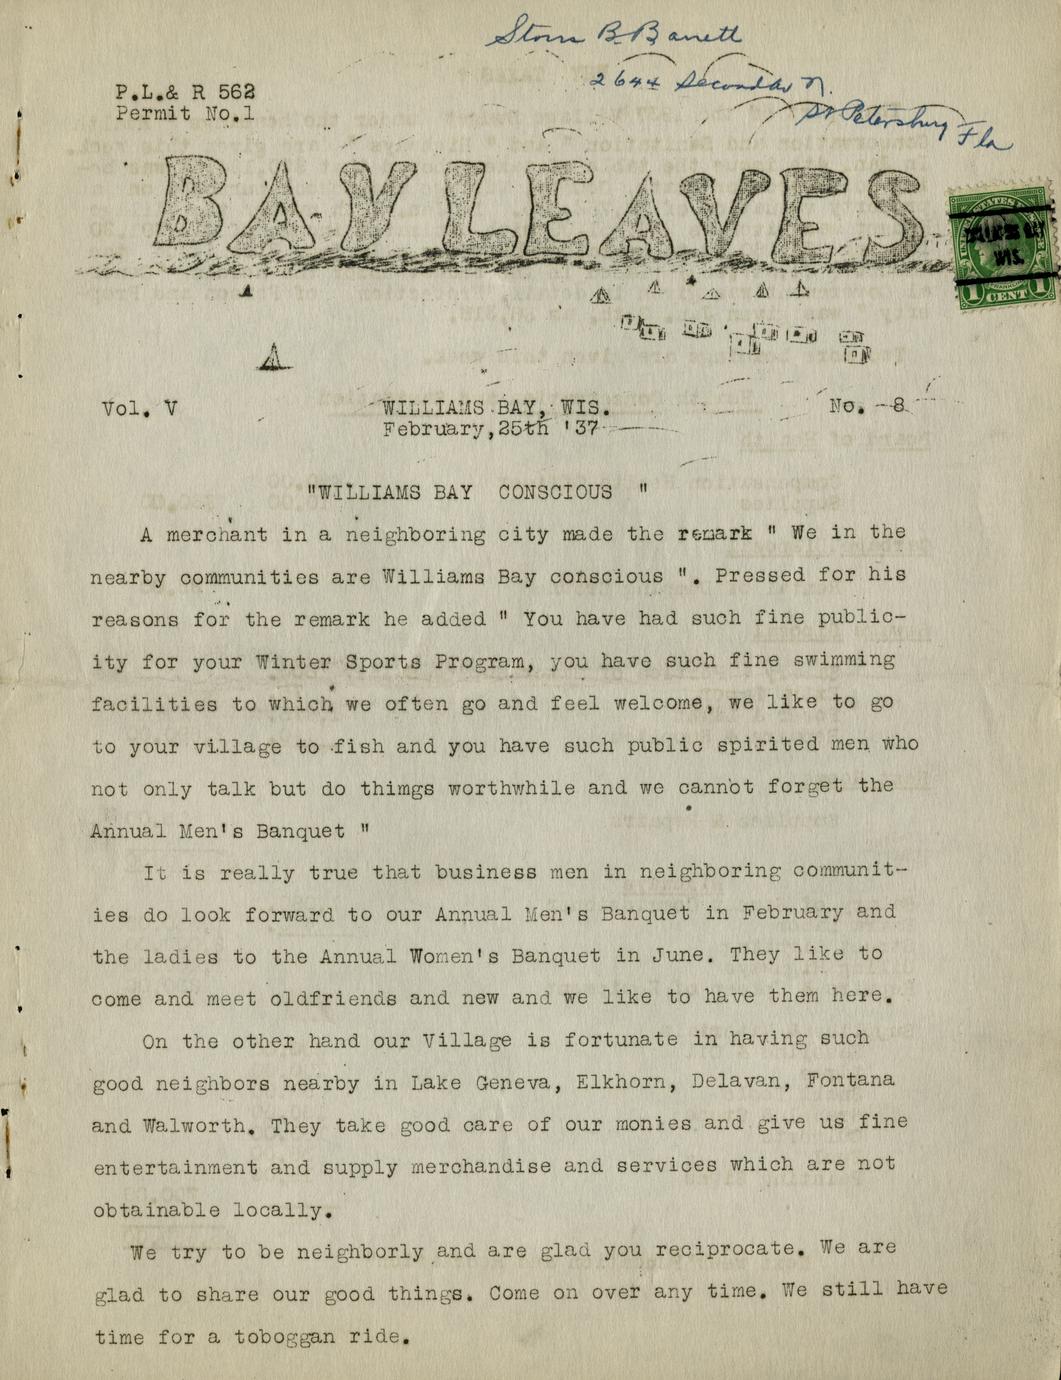 Storrs B. Barrett
2644 Second Av N.
St Petersburg
Fla
P.L.& R 562
Permit No.1
BAY LEAVES
WILLIAMS BAY
WIS.
1 CENT 1
Vol. V
WILLIAMS BAY, WIS.
No. 8
February,25th '37
"WILLIAMS BAY CONSCIOUS "
A merchant in a neighboring city made the remark " We in the
nearby communities are Williams Bay conscious ". Pressed for his
reasons for the remark he added " You have had such fine public-
ity for your Winter Sports Program, you have such fine swimming
facilities to which we often go and feel welcome, we like to go
to your village to fish and you have such public spirited men who
not only talk but do thimgs worthwhile and we cannot forget the
Annual Men's Banquet "
It is really true that business men in neighboring communit-
ies do look forward to our Annual Men's Banquet in February and
the ladies to the Annual Women's Banquet in June. They like to
come and meet oldfriends and new and we like to have them here.
On the other hand our Village is fortunate in having such
good neighbors nearby in Lake Geneva, Elkhorn, Delavan, Fontana
and Walworth. They take good care of our monies and give us fine
entertainment and supply merchandise and services which are not
obtainable locally.
We try to be neighborly and are glad you reciprocate. We are
glad to share our good things. Come on over any time. We still have
time for a toboggan ride.